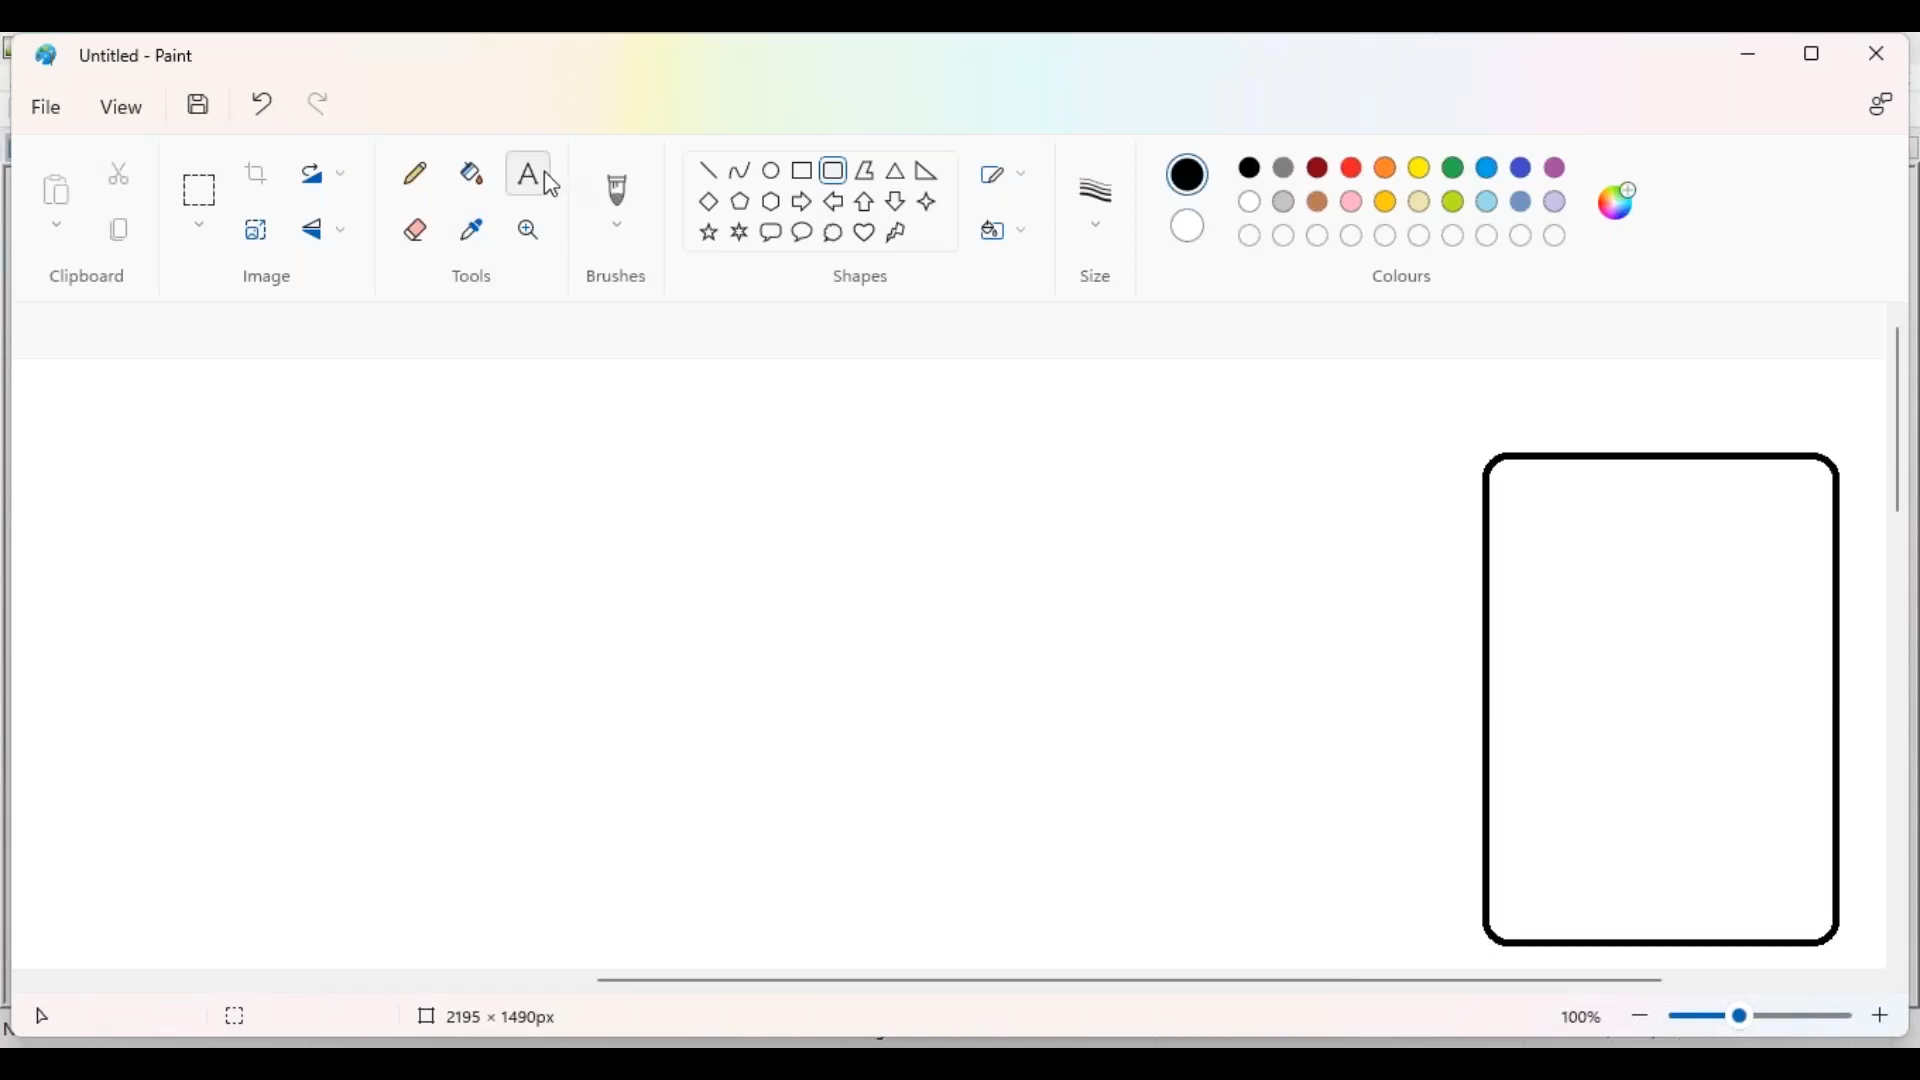 Untitled - Paint
File View
Clipboard Image Tools Brushes Shapes Size Colours
2195 × 1490px 100%